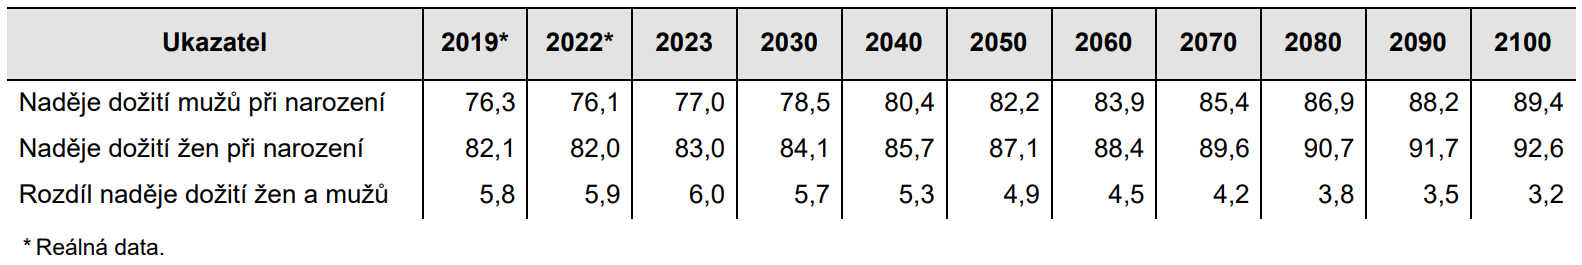 Ukazatel 2019* 2022* 2023 2030 2040 2050 2060 2070 2080 2090 2100
Naděje dožití mužů při narození 76,3 76,1 77,0 78,5 80,4 82,2 83,9 85,4 86,9 88,2 89,4
Naděje dožití žen při narození 82,1 82,0 83,0 84,1 85,7 87,1 88,4 89,6 90,7 91,7 92,6
Rozdíl naděje dožití žen a mužů 5,8 5,9 6,0 5,7 5,3 4,9 4,5 4,2 3,8 3,5 3,2
* Reálná data.